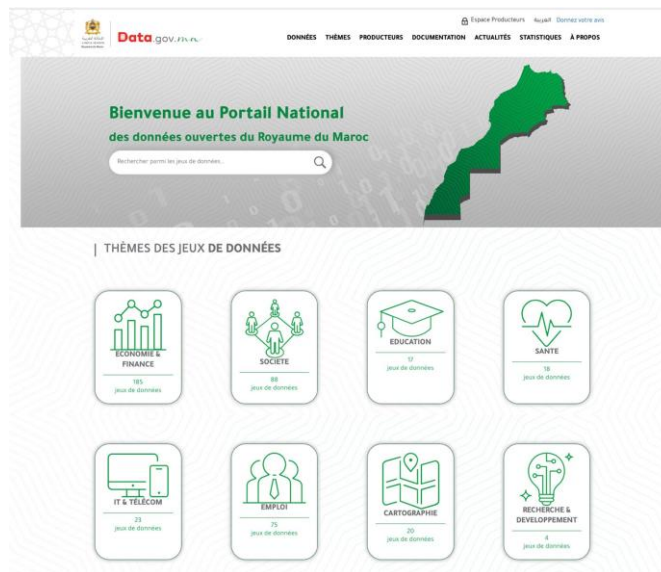 Espace Producteurs العربية Donnez votre avis
Data.gov.ma
DONNÉES THÈMES PRODUCTEURS DOCUMENTATION ACTUALITÉS STATISTIQUES À PROPOS
Bienvenue au Portail National
des données ouvertes du Royaume du Maroc
Rechercher parmi les jeux de données..
| THÈMES DES JEUX DE DONNÉES
ECONOMIE &
FINANCE
185
jeux de données
SOCIÉTÉ
88
jeux de données
EDUCATION
17
jeux de données
SANTE
18
jeux de données
IT & TÉLÉCOM
23
jeux de données
EMPLOI
75
jeux de données
CARTOGRAPHIE
20
jeux de données
RECHERCHE &
DEVELOPPEMENT
4
jeux de données